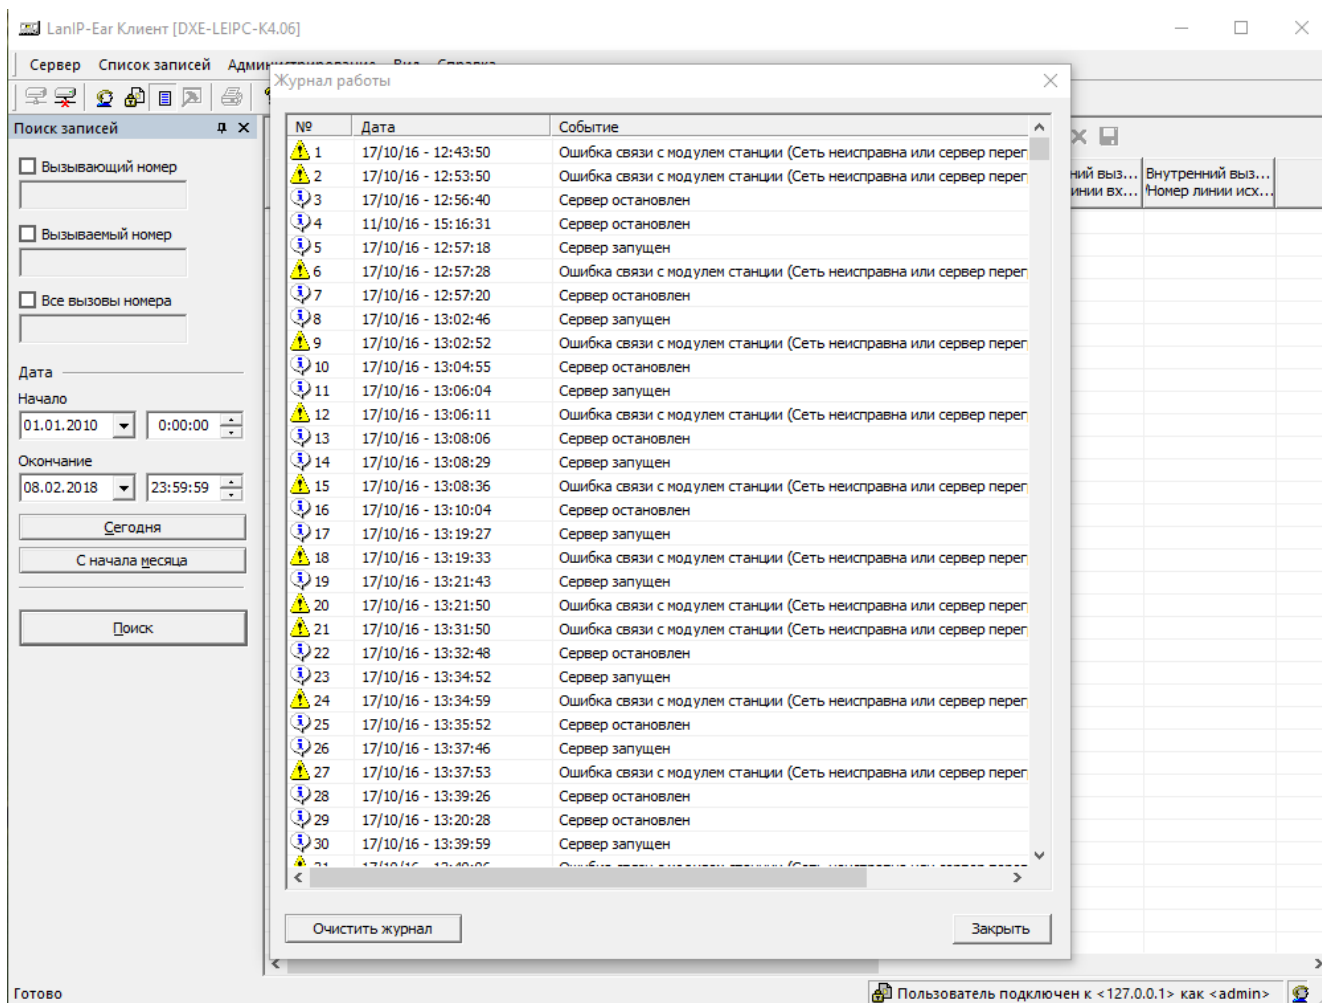 LanIP-Ear Клиент [DXE-LEIPC-K4.06]
Сервер Список записей
Журнал работы
Поиск записей
Вызывающий номер
Вызываемый номер
Все вызовы номера
Дата
Начало
01.01.2010 0:00:00
Окончание
08.02.2018 23:59:59
Сегодня
С начала месяца
Поиск
№ Дата Событие
1 17/10/16 - 12:43:50 Ошибка связи с модулем станции (Сеть неисправна или сервер перег
2 17/10/16 - 12:53:50 Ошибка связи с модулем станции (Сеть неисправна или сервер перег
3 17/10/16 - 12:56:40 Сервер остановлен
4 11/10/16 - 15:16:31 Сервер остановлен
5 17/10/16 - 12:57:18 Сервер запущен
6 17/10/16 - 12:57:28 Ошибка связи с модулем станции (Сеть неисправна или сервер перег
7 17/10/16 - 12:57:20 Сервер остановлен
8 17/10/16 - 13:02:46 Сервер запущен
9 17/10/16 - 13:02:52 Ошибка связи с модулем станции (Сеть неисправна или сервер перег
10 17/10/16 - 13:04:55 Сервер остановлен
11 17/10/16 - 13:06:04 Сервер запущен
12 17/10/16 - 13:06:11 Ошибка связи с модулем станции (Сеть неисправна или сервер перег
13 17/10/16 - 13:08:06 Сервер остановлен
14 17/10/16 - 13:08:29 Сервер запущен
15 17/10/16 - 13:08:36 Ошибка связи с модулем станции (Сеть неисправна или сервер перег
16 17/10/16 - 13:10:04 Сервер остановлен
17 17/10/16 - 13:19:27 Сервер запущен
18 17/10/16 - 13:19:33 Ошибка связи с модулем станции (Сеть неисправна или сервер перег
19 17/10/16 - 13:21:43 Сервер запущен
20 17/10/16 - 13:21:50 Ошибка связи с модулем станции (Сеть неисправна или сервер перег
21 17/10/16 - 13:31:50 Ошибка связи с модулем станции (Сеть неисправна или сервер перег
22 17/10/16 - 13:32:48 Сервер остановлен
23 17/10/16 - 13:34:52 Сервер запущен
24 17/10/16 - 13:34:59 Ошибка связи с модулем станции (Сеть неисправна или сервер перег
25 17/10/16 - 13:35:52 Сервер остановлен
26 17/10/16 - 13:37:46 Сервер запущен
27 17/10/16 - 13:37:53 Ошибка связи с модулем станции (Сеть неисправна или сервер перег
28 17/10/16 - 13:39:26 Сервер остановлен
29 17/10/16 - 13:20:28 Сервер остановлен
30 17/10/16 - 13:39:59 Сервер запущен
Очистить журнал Закрыть
ний выз... Внутренний выз...
инии вх... Номер линии исх...
Готово
Пользователь подключен к <127.0.0.1> как <admin>